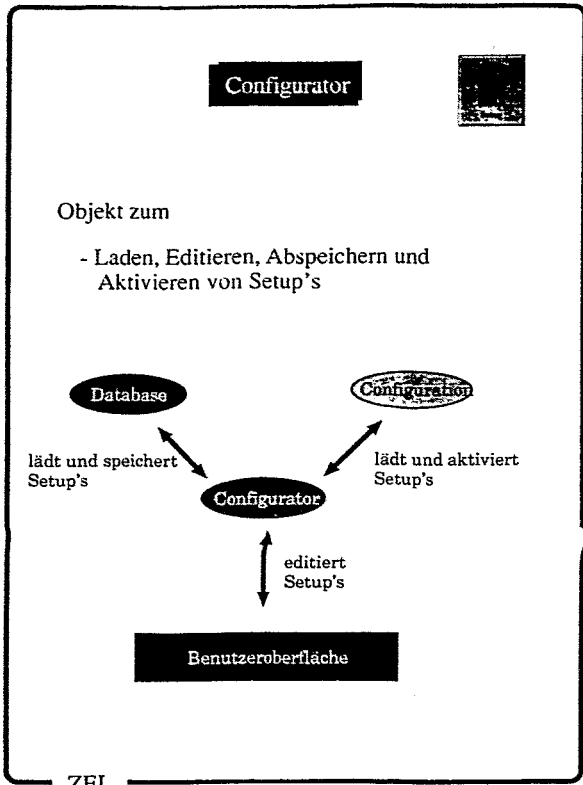 Configurator
Objekt zum
- Laden, Editieren, Abspeichern und
Aktivieren von Setup's
Database
Configuration
lädt und speichert
Setup's
lädt und aktiviert
Setup's
Configurator
editiert
Setup's
Benutzeroberfläche
ZEL